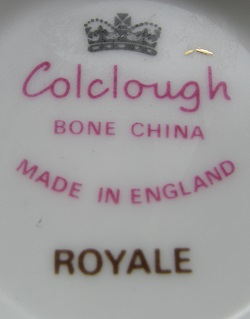 Colclough
BONE CHINA
MADE IN ENGLAND
ROYALE